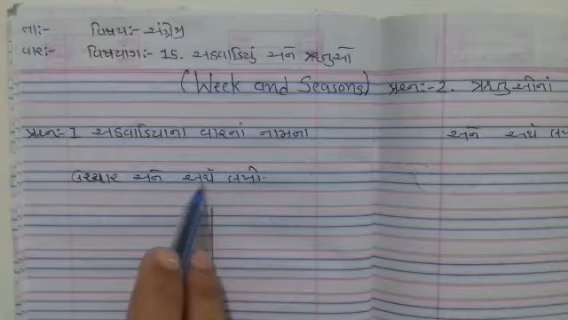 તા:- વિષય:- અંગ્રેજી
વાર:- વિષયાંગ:- 15. અઠવાડિયું અને ઋતુઓ
(Week and Seasons)
પ્રશ્ન:-1 અઠવાડિયાના વારનાં નામના
ઉચ્ચાર અને અર્થ લખો.
પ્રશ્ન:-2. ઋતુઓનાં
અને અર્થ